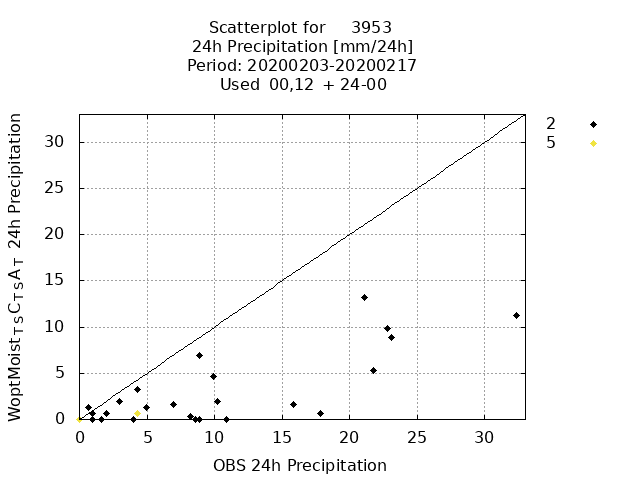 Scatterplot for 3953
24h Precipitation [mm/24h]
Period: 20200203-20200217
Used 00,12 + 24-00
2
5
WoptMoist T S C T S A T 24h Precipitation
30
25
20
15
10
5
0
0 5 10 15 20 25 30
OBS 24h Precipitation